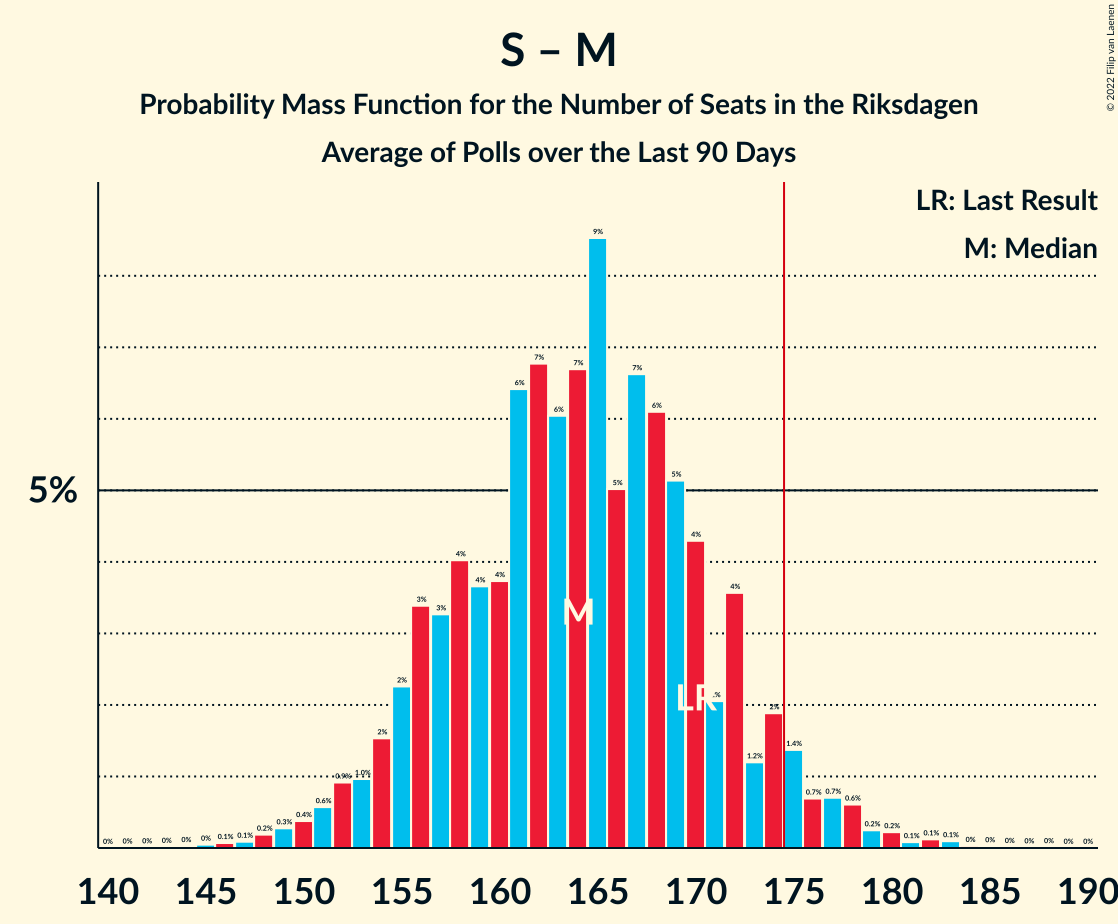 S – M
Probability Mass Function for the Number of Seats in the Riksdagen
Average of Polls over the Last 90 Days
© 2022 Filip van Laenen
LR: Last Result
M: Median
5%
0% 0% 0% 0% 0% 0% 0.1% 0.1% 0.2% 0.3% 0.4% 0.6% 0.9% 1.0% 2% 2% 3% 3% 4% 4% 4% 6% 7% 6% 7% 9% 5% 7% 6% 5% 4% 4% 1.2% 2% 1.4% 0.7% 0.7% 0.6% 0.2% 0.2% 0.1% 0.1% 0.1% 0% 0% 0% 0% 0% 0% 0%
M
LR
140 145 150 155 160 165 170 175 180 185 190